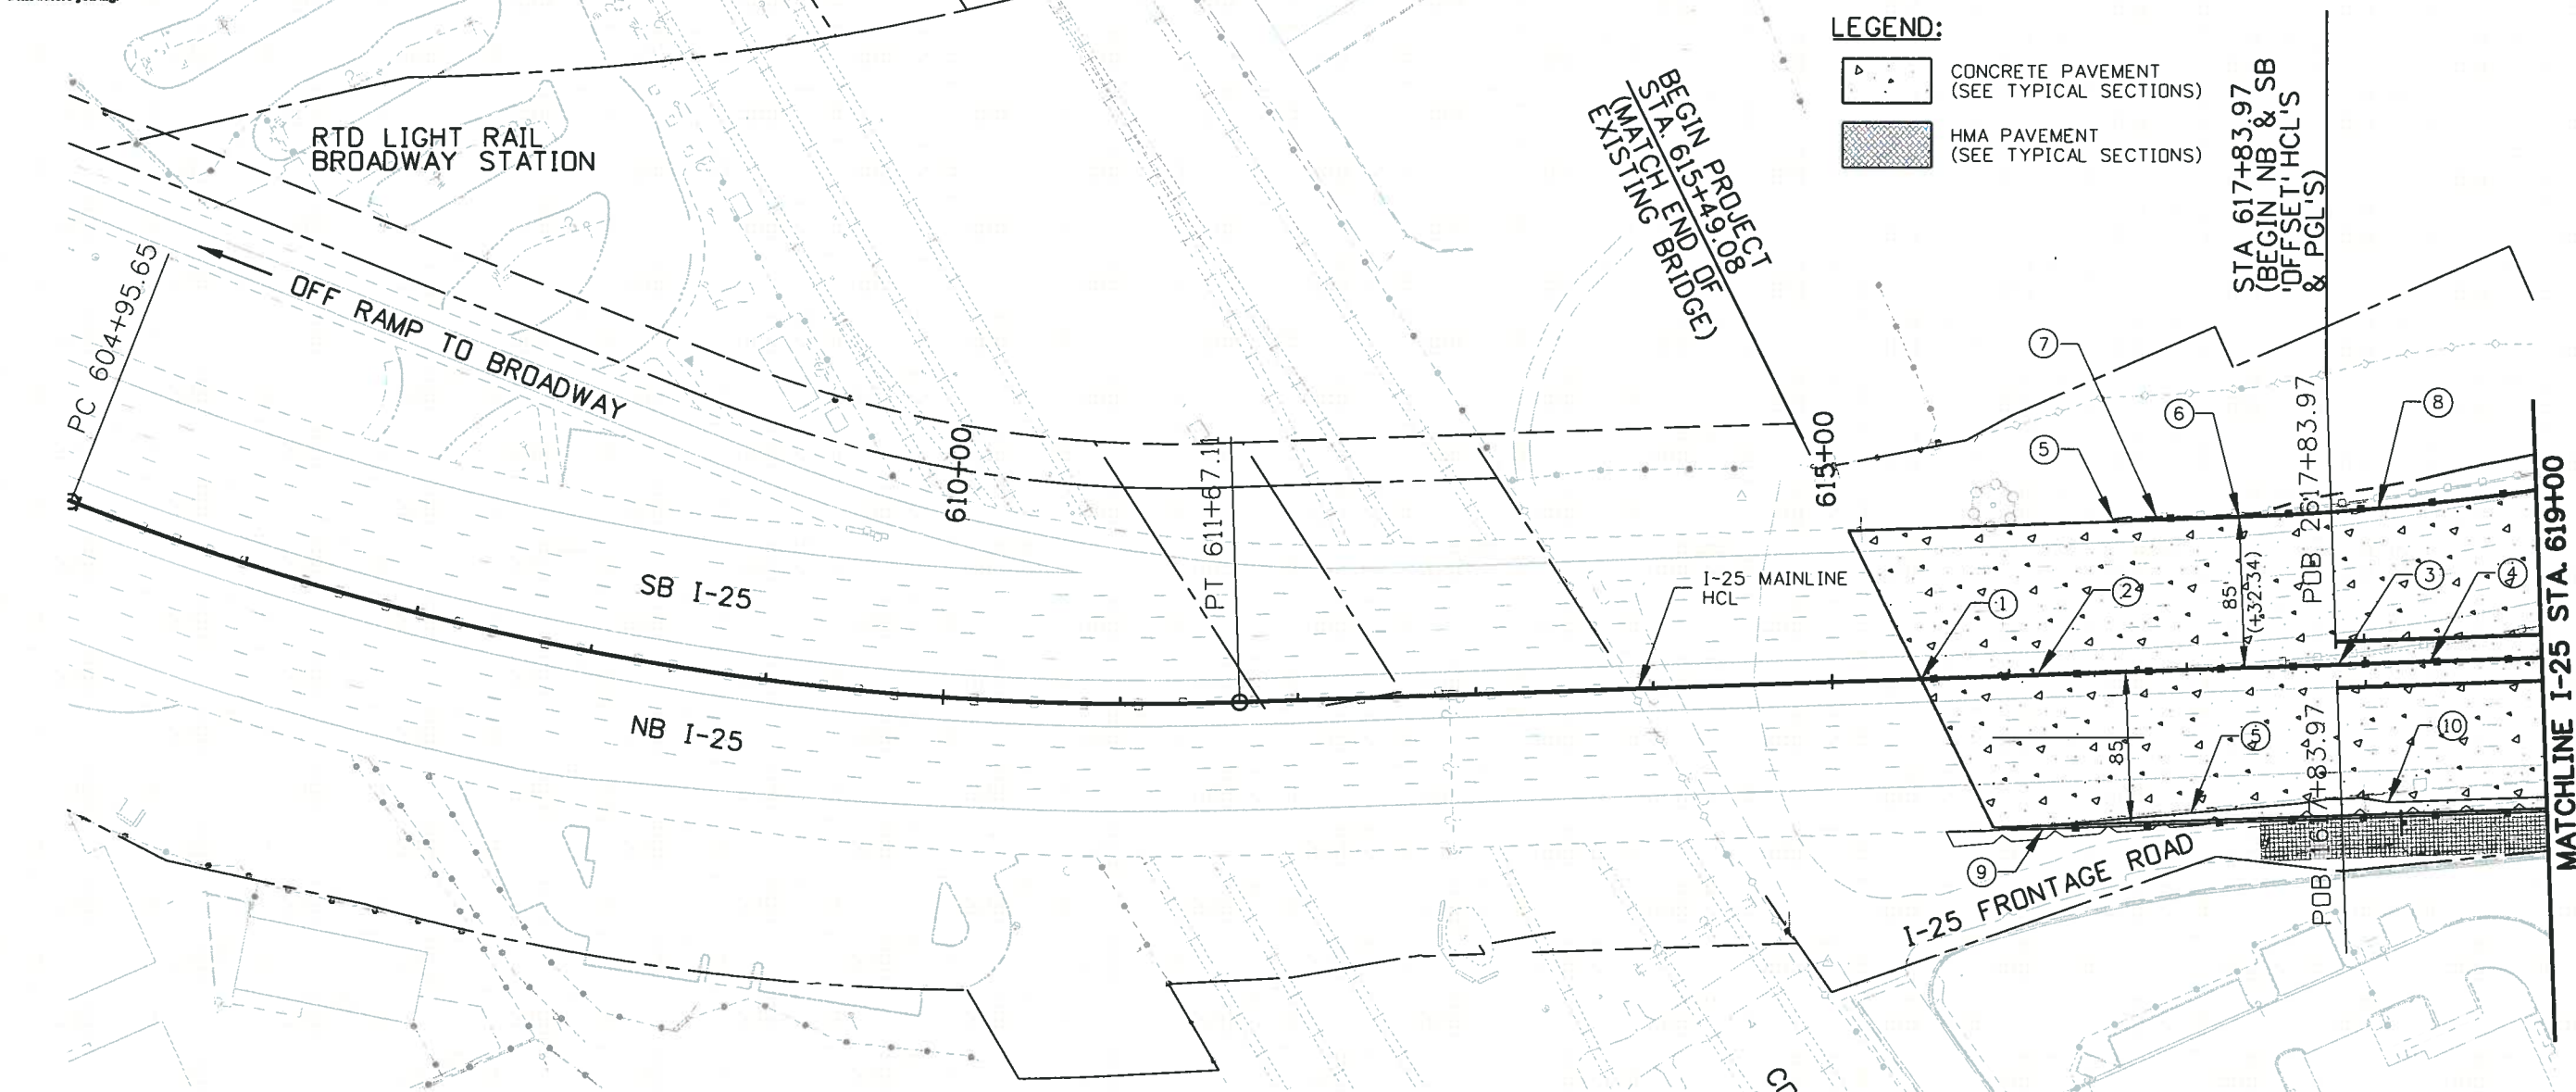 LEGEND:
CONCRETE PAVEMENT
(SEE TYPICAL SECTIONS)
HMA PAVEMENT
(SEE TYPICAL SECTIONS)
RTD LIGHT RAIL
BROADWAY STATION
BEGIN PROJECT
STA. 615+49.08
(MATCH END OF
EXISTING BRIDGE)
STA 617+83.97
(BEGIN NB & SB
'OFFSET' HCL'S
& PGL'S)
PC 604+95.65
OFF RAMP TO BROADWAY
610+00
PT 611+67.11
615+00
7
6
5
8
POB 2617+83.97
SB I-25
I-25 MAINLINE
HCL
1
2
85'
(+32.34)
3
4
MATCHLINE I-25 STA. 619+00
NB I-25
85'
5
10
POB 1617+83.97
9
I-25 FRONTAGE ROAD